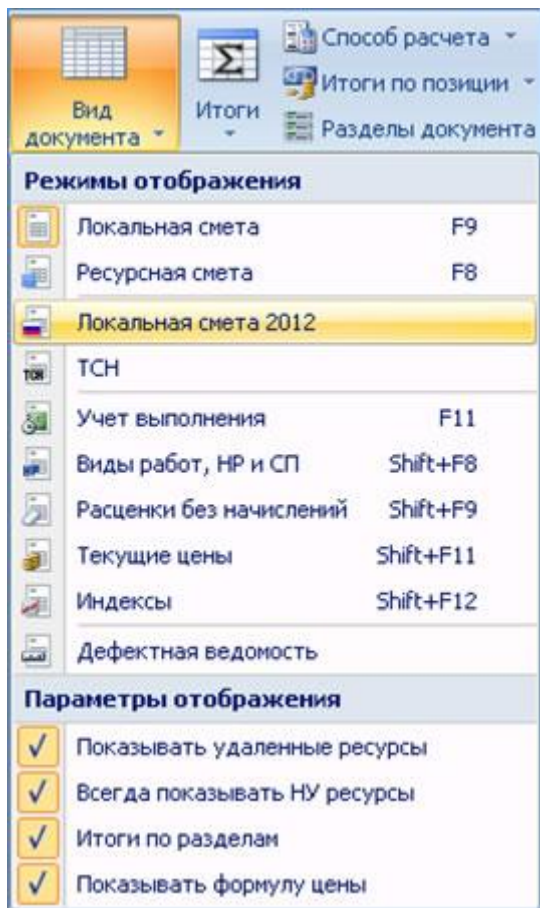 Вид
документа
Итоги
Способ расчета
Итоги по позиции
Разделы документа
Режимы отображения
Локальная смета F9
Ресурсная смета F8
Локальная смета 2012
ТСН
ТСН
Учет выполнения F11
Виды работ, НР и СП Shift+F8
Расценки без начислений Shift+F9
Текущие цены Shift+F11
Индексы Shift+F12
Дефектная ведомость
Параметры отображения
Показывать удаленные ресурсы
Всегда показывать НУ ресурсы
Итоги по разделам
Показывать формулу цены